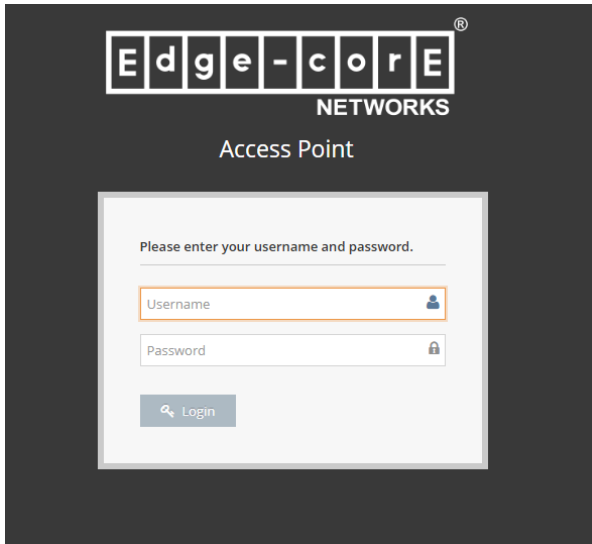 Edge-corE®
NETWORKS
Access Point
Please enter your username and password.
Username
Password
Login